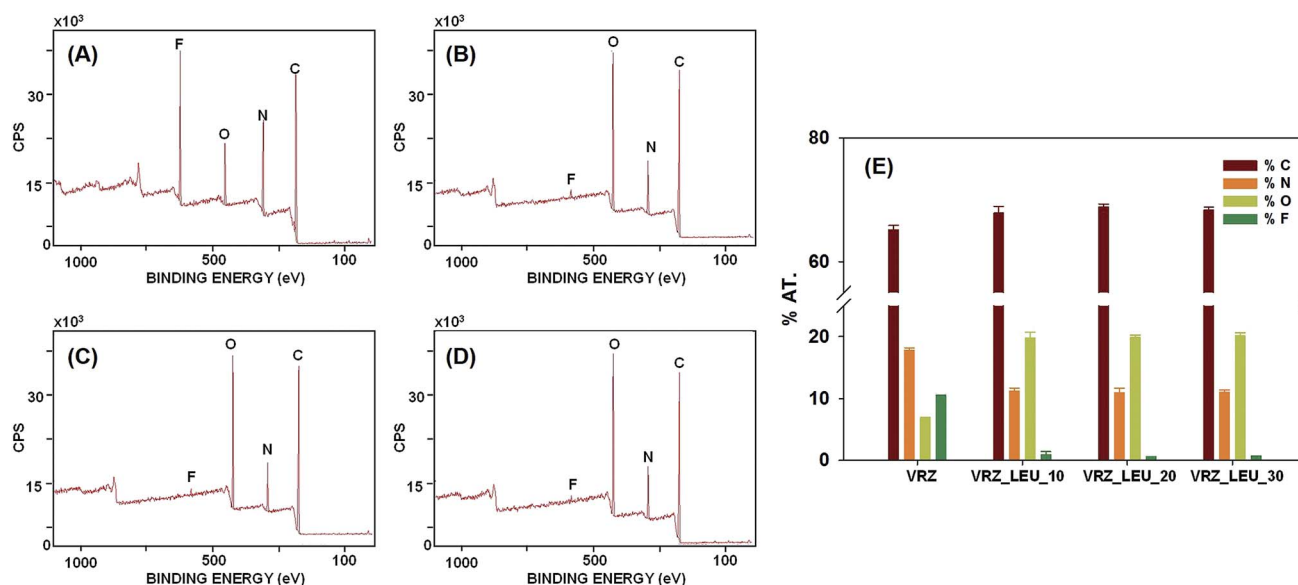 x10³
(A)
F
O
N
C
30
15
0
CPS
1000
500
100
BINDING ENERGY (eV)
x10³
(B)
F
O
N
C
30
15
0
CPS
1000
500
100
BINDING ENERGY (eV)
x10³
(C)
F
O
N
C
30
15
0
CPS
1000
500
100
BINDING ENERGY (eV)
x10³
(D)
F
O
N
C
30
15
0
CPS
1000
500
100
BINDING ENERGY (eV)
(E)
% C
% N
% O
% F
80
60
20
10
0
% AT.
VRZ
VRZ_LEU_10
VRZ_LEU_20
VRZ_LEU_30